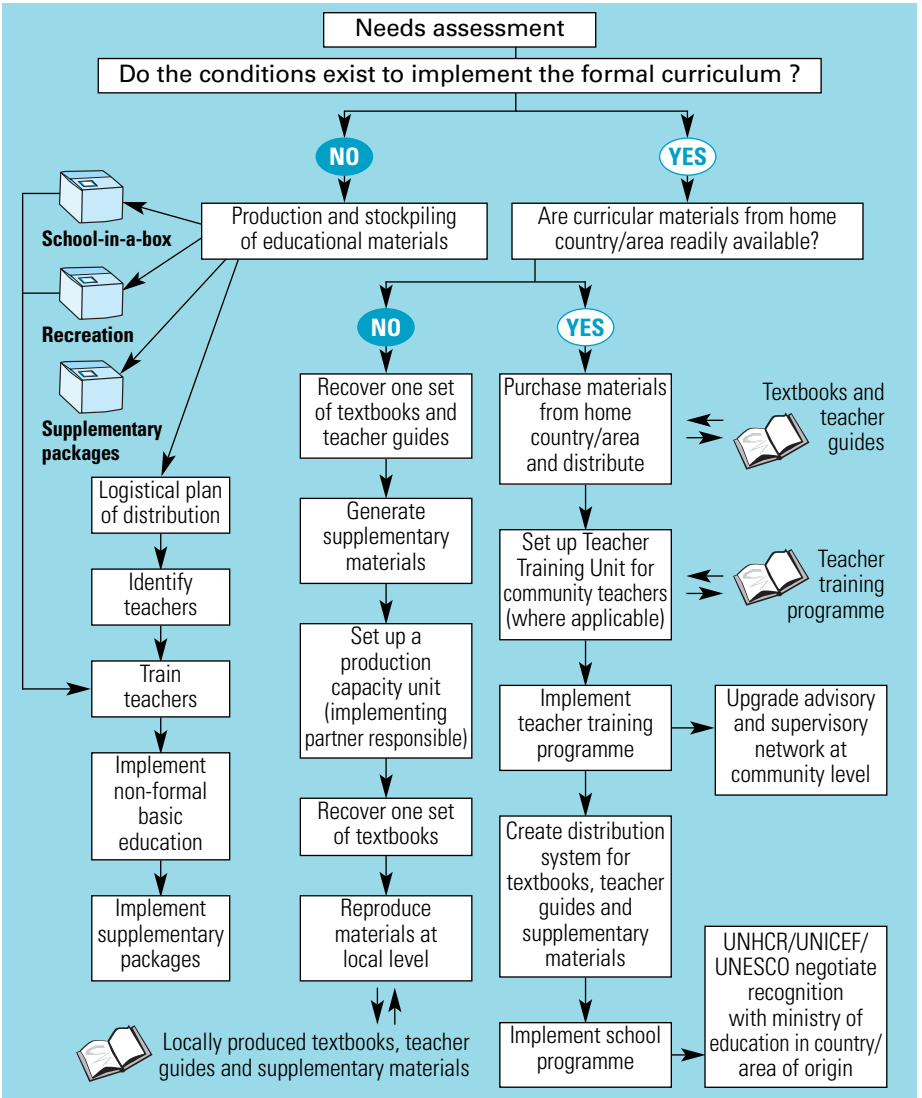 Needs assessment
Do the conditions exist to implement the formal curriculum ?
NO
YES
School-in-a-box
Recreation
Supplementary
packages
Production and stockpiling
of educational materials
Are curricular materials from home
country/area readily available?
NO
YES
Logistical plan
of distribution
Identify
teachers
Train
teachers
Implement
non-formal
basic
education
Implement
supplementary
packages
Recover one set
of textbooks and
teacher guides
Generate
supplementary
materials
Set up a
production
capacity unit
(implementing
partner responsible)
Recover one set
of textbooks
Reproduce
materials at
local level
Locally produced textbooks, teacher
guides and supplementary materials
Purchase materials
from home
country/area
and distribute
Textbooks and
teacher
guides
Set up Teacher
Training Unit for
community teachers
(where applicable)
Teacher
training
programme
Implement
teacher training
programme
Upgrade advisory
and supervisory
network at
community level
Create distribution
system for
textbooks, teacher
guides and
supplementary
materials
Implement school
programme
UNHCR/UNICEF/
UNESCO negotiate
recognition
with ministry of
education in country/
area of origin